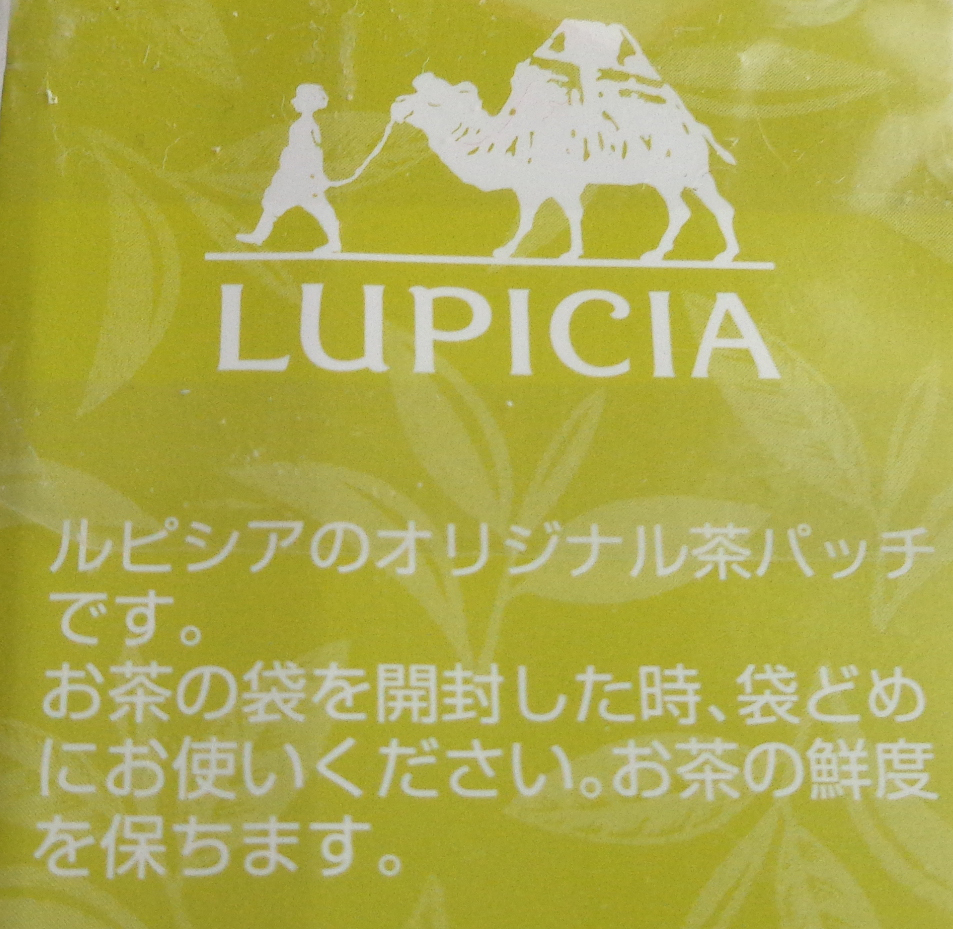 LUPICIA
ルピシアのオリジナル茶パッチ
です。
お茶の袋を開封した時、袋どめ
にお使いください。お茶の鮮度
を保ちます。